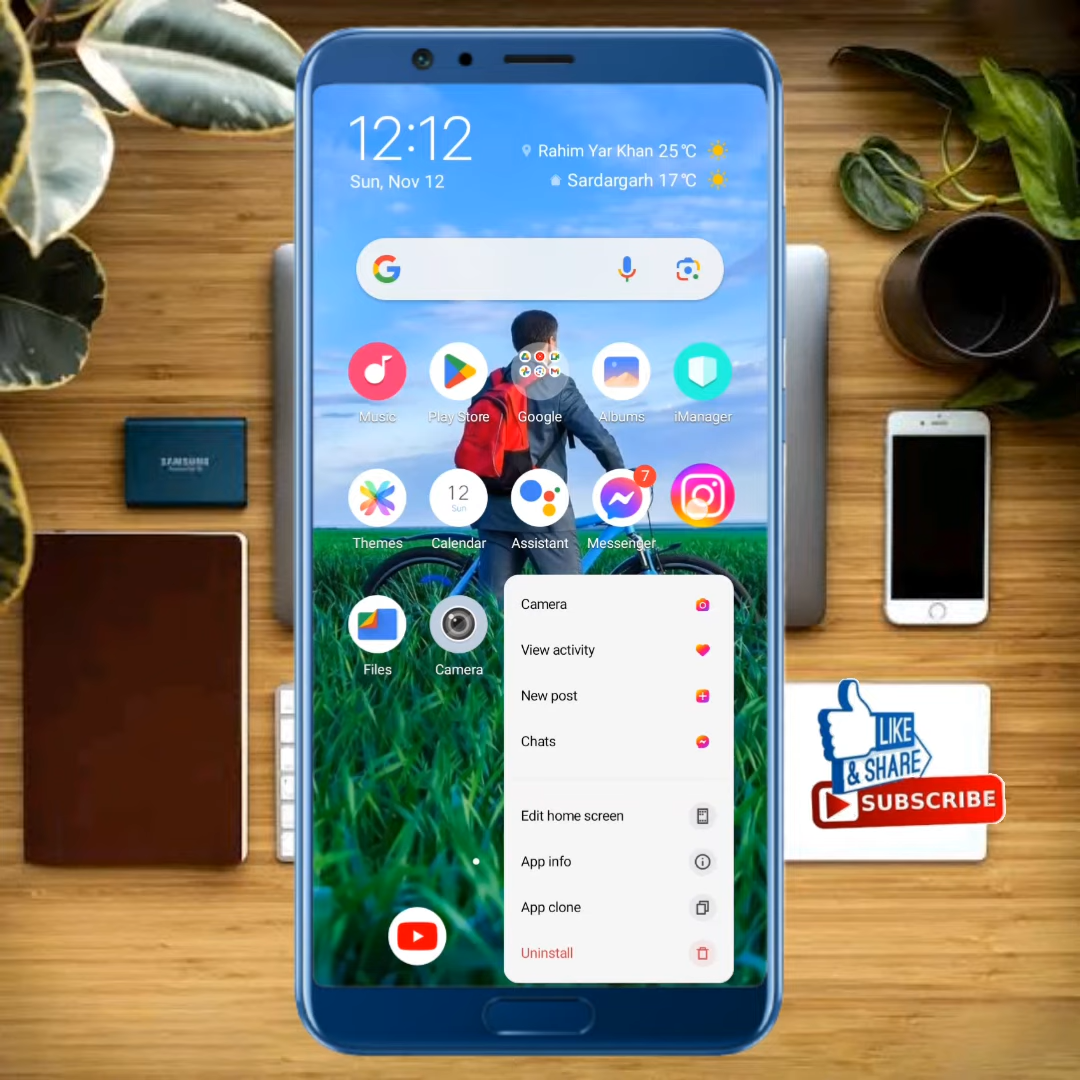 12:12
Sun, Nov 12
Rahim Yar Khan 25℃
Sardargarh 17℃
Music
Play Store
Google
Albums
iManager
12
Sun
7
Themes
Calendar
Assistant
Messenger
Files
Camera
Camera
View activity
New post
Chats
Edit home screen
App info
App clone
Uninstall
SAMSUNG
LIKE
& SHARE
SUBSCRIBE